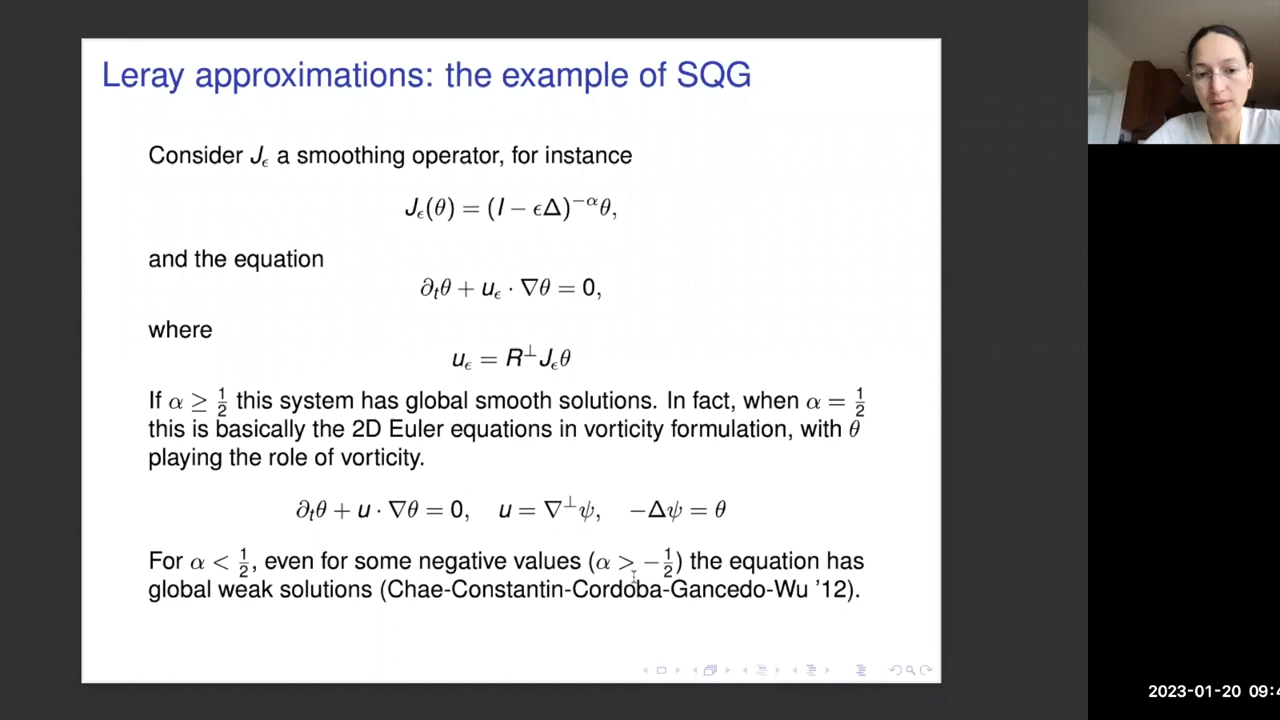 Leray approximations: the example of SQG
Consider J_ϵ a smoothing operator, for instance
J_ϵ(θ) = (I − ϵΔ)^{−α}θ,
and the equation
∂_tθ + u_ϵ · ∇θ = 0,
where
u_ϵ = R^⊥J_ϵθ
If α ≥ 1/2 this system has global smooth solutions. In fact, when α = 1/2
this is basically the 2D Euler equations in vorticity formulation, with θ
playing the role of vorticity.
∂_tθ + u · ∇θ = 0, u = ∇^⊥ψ, −Δψ = θ
For α < 1/2, even for some negative values (α > −1/2) the equation has
global weak solutions (Chae-Constantin-Cordoba-Gancedo-Wu '12).
2023-01-20 09:4